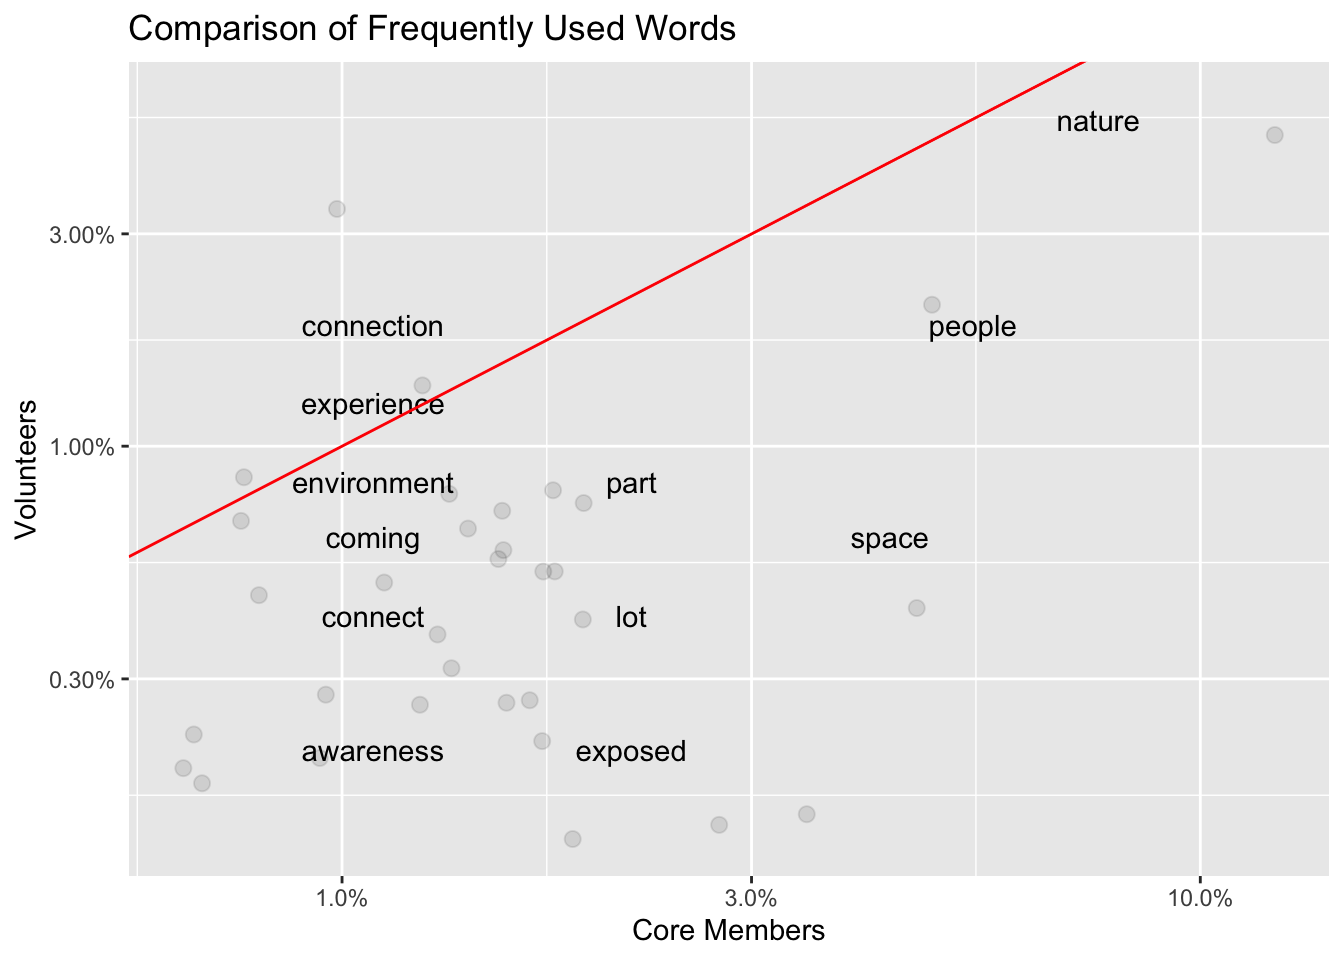 Comparison of Frequently Used Words
nature
3.00%
connection
people
experience
1.00%
environment
part
coming
space
connect
lot
0.30%
awareness
exposed
Volunteers
1.0%
3.0%
10.0%
Core Members